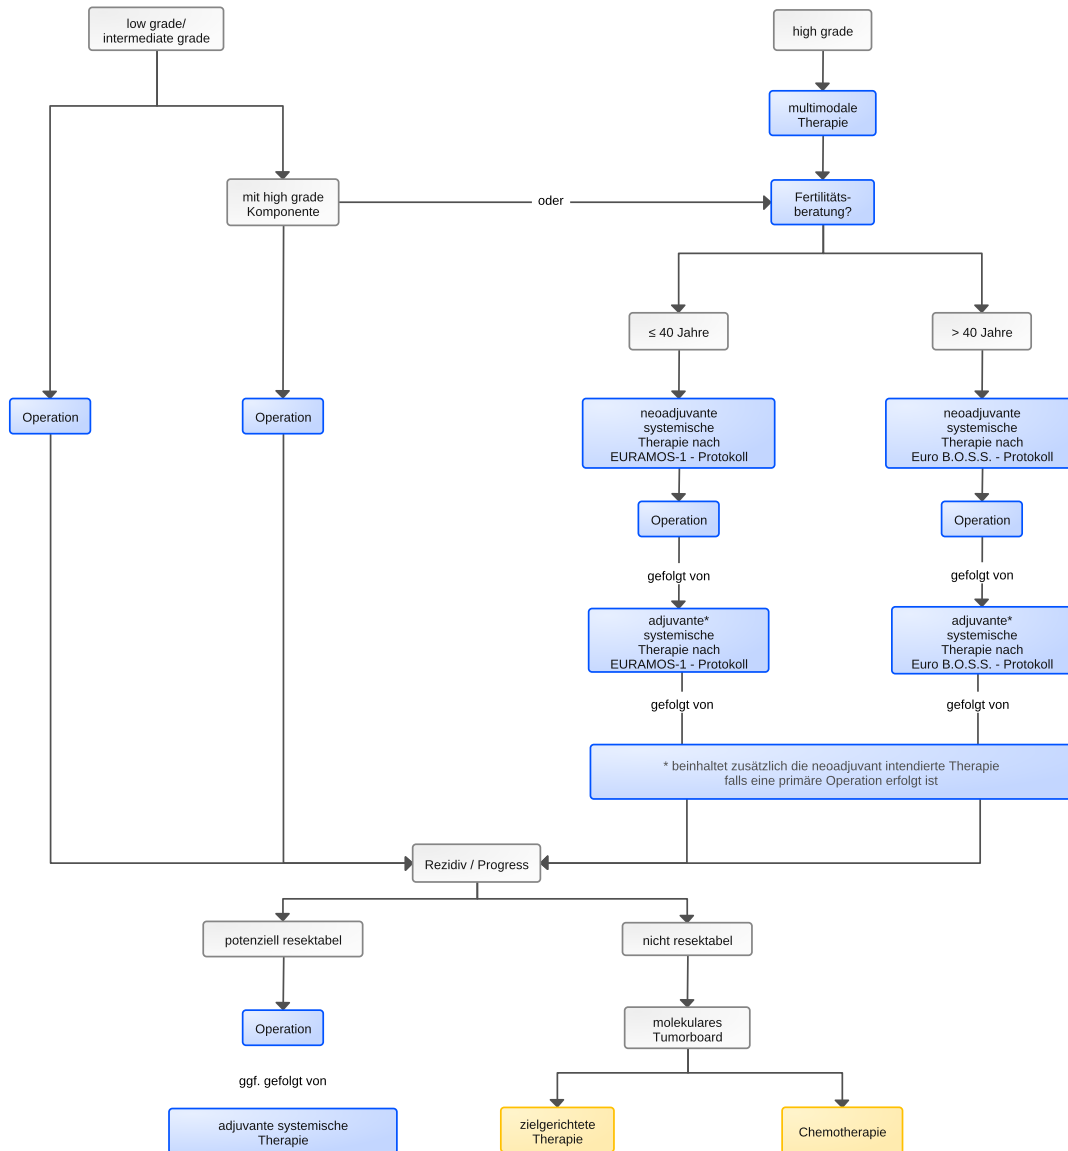 low grade/
intermediate grade
high grade
multimodale
Therapie
mit high grade
Komponente
oder
Fertilitäts-
beratung?
≤ 40 Jahre
> 40 Jahre
Operation
Operation
neoadjuvante
systemische
Therapie nach
EURAMOS-1 - Protokoll
neoadjuvante
systemische
Therapie nach
Euro B.O.S.S. - Protokoll
Operation
Operation
gefolgt von
gefolgt von
adjuvante*
systemische
Therapie nach
EURAMOS-1 - Protokoll
adjuvante*
systemische
Therapie nach
Euro B.O.S.S. - Protokoll
gefolgt von
gefolgt von
* beinhaltet zusätzlich die neoadjuvant intendierte Therapie
falls eine primäre Operation erfolgt ist
Rezidiv / Progress
potenziell resektabel
nicht resektabel
Operation
molekulares
Tumorboard
ggf. gefolgt von
adjuvante systemische
Therapie
zielgerichtete
Therapie
Chemotherapie